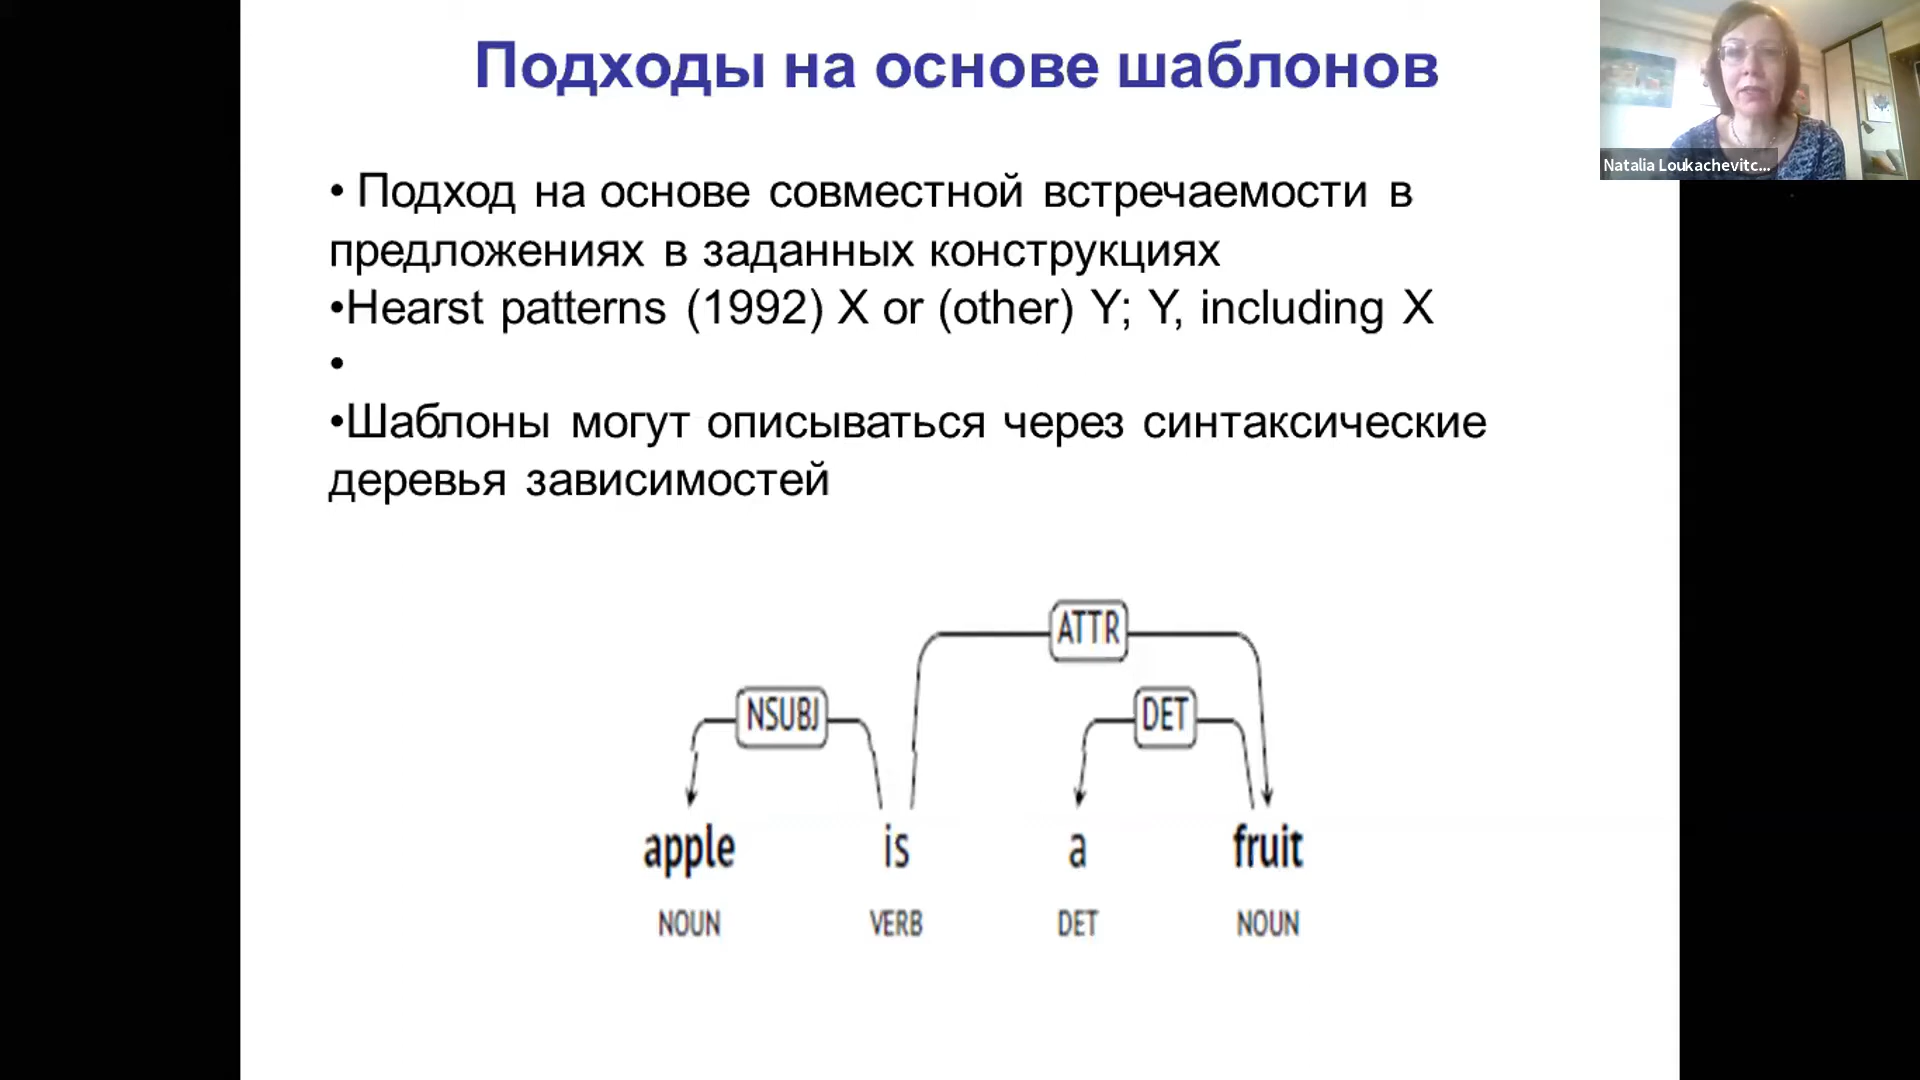 Подходы на основе шаблонов
Natalia Loukachevitc...
• Подход на основе совместной встречаемости в
предложениях в заданных конструкциях
•Hearst patterns (1992) X or (other) Y; Y, including X
•
•Шаблоны могут описываться через синтаксические
деревья зависимостей
ATTR
NSUBJ DET
apple is a fruit
NOUN VERB DET NOUN